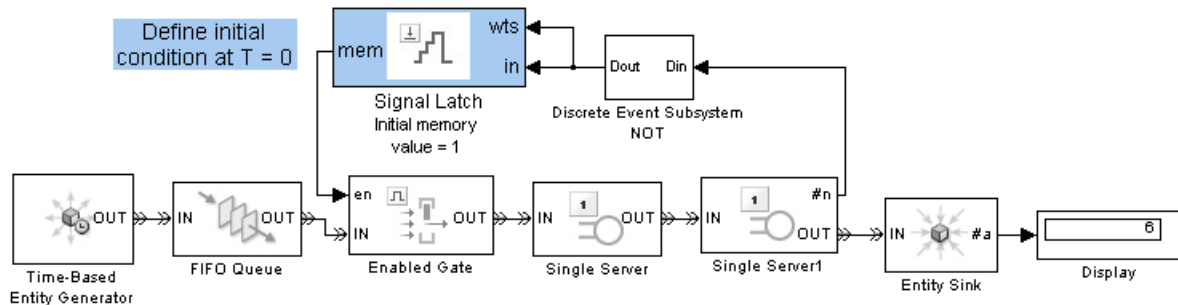 Define initial
condition at T = 0
mem
wts
in
Signal Latch
Initial memory
value = 1
Dout Din
Discrete Event Subsystem
NOT
OUT
Time-Based
Entity Generator
IN OUT
FIFO Queue
en
IN
OUT
Enabled Gate
1
IN OUT
Single Server
1
#n
IN
OUT
Single Server1
IN #a
Entity Sink
6
Display